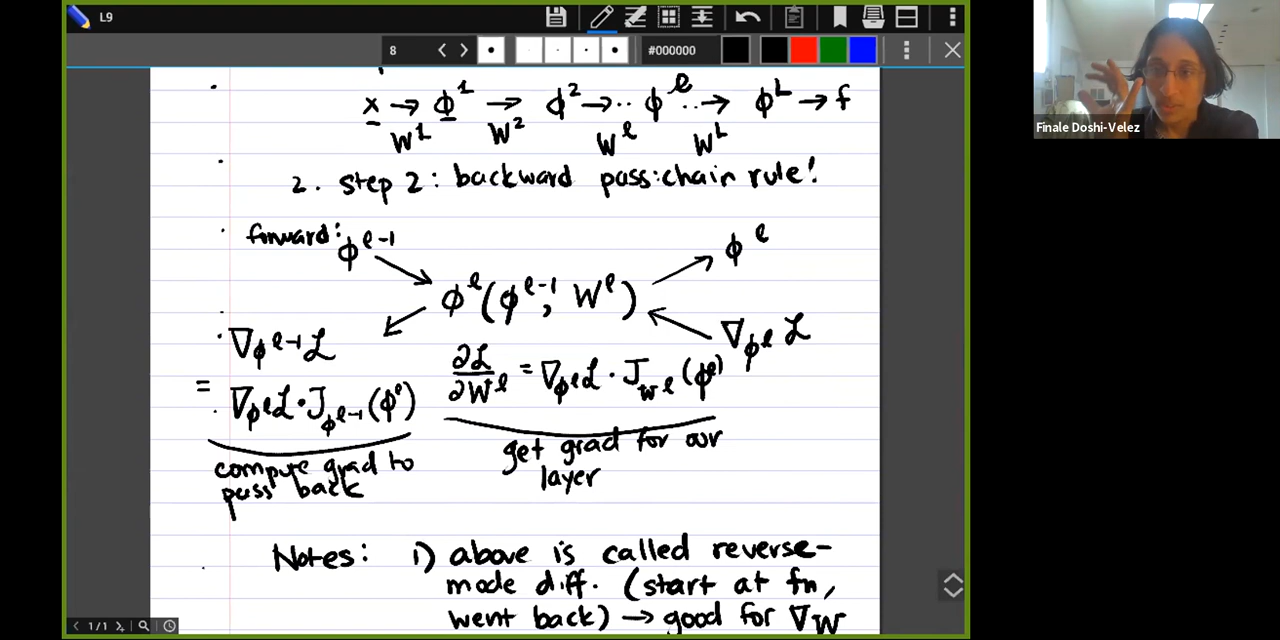 L9
8
#000000
Finale Doshi-Velez
x → ϕ¹ → ϕ² →·· ϕˡ ··→ ϕᴸ → f
W¹ W² Wˡ Wᴸ
2. Step 2: backward pass: chain rule!
forward: ϕˡ⁻¹
ϕˡ
ϕˡ(ϕˡ⁻¹; Wˡ)
∇ϕˡ⁻¹ℒ
∇ϕˡℒ
= ∇ϕˡℒ · Jϕˡ⁻¹(ϕˡ)
∂ℒ/∂Wˡ = ∇ϕˡℒ · J_Wˡ(ϕˡ)
compute grad to
pass back
get grad for our
layer
Notes: 1) above is called reverse-
mode diff. (start at fn,
went back) → good for ∇W
1/1